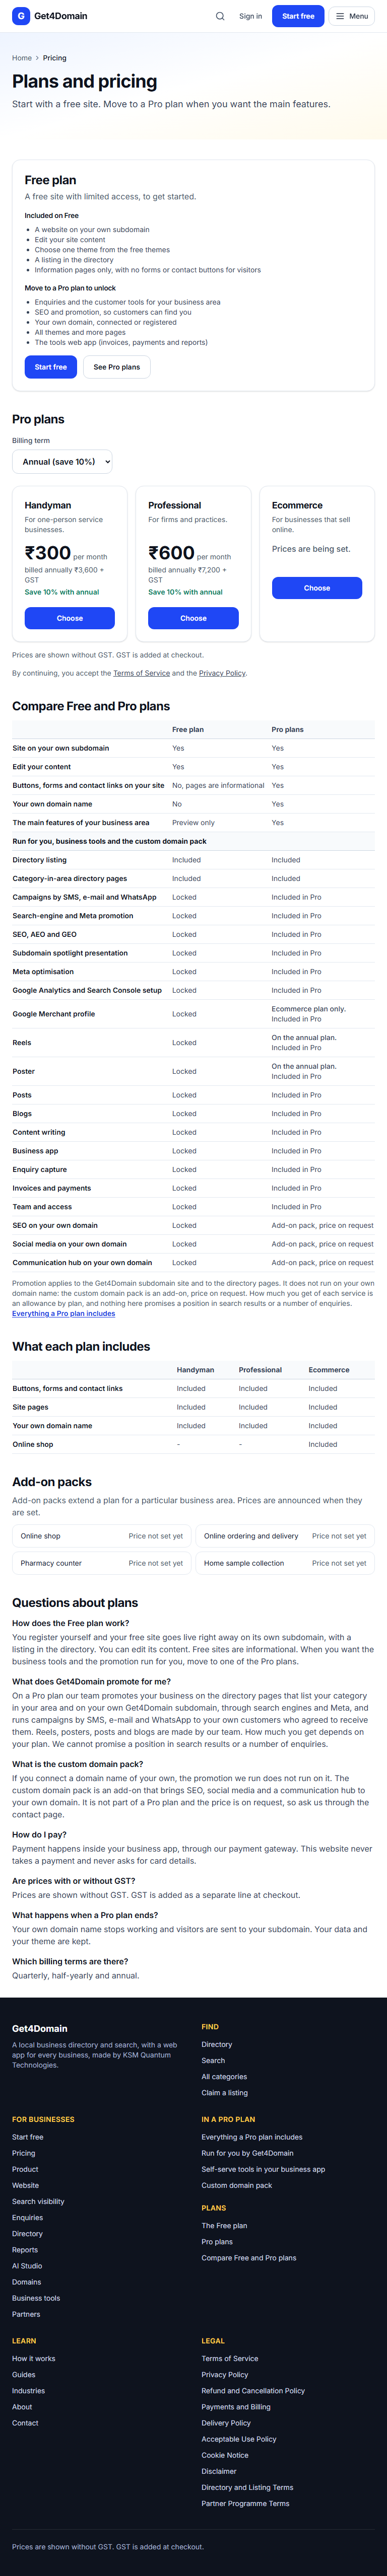 G Get4Domain Sign in Start free Menu
Home › Pricing
Plans and pricing
Start with a free site. Move to a Pro plan when you want the main features.
Free plan
A free site with limited access, to get started.
Included on Free
• A website on your own subdomain
• Edit your site content
• Choose one theme from the free themes
• A listing in the directory
• Information pages only, with no forms or contact buttons for visitors
Move to a Pro plan to unlock
• Enquiries and the customer tools for your business area
• SEO and promotion, so customers can find you
• Your own domain, connected or registered
• All themes and more pages
• The tools web app (invoices, payments and reports)
Start free See Pro plans
Pro plans
Billing term
Annual (save 10%)
Handyman
For one-person service
businesses.
₹300 per month
billed annually ₹3,600 +
GST
Save 10% with annual
Choose
Professional
For firms and practices.
₹600 per month
billed annually ₹7,200 +
GST
Save 10% with annual
Choose
Ecommerce
For businesses that sell
online.
Prices are being set.
Choose
Prices are shown without GST. GST is added at checkout.
By continuing, you accept the Terms of Service and the Privacy Policy.
Compare Free and Pro plans
Free plan Pro plans
Site on your own subdomain Yes Yes
Edit your content Yes Yes
Buttons, forms and contact links on your site No, pages are informational Yes
Your own domain name No Yes
The main features of your business area Preview only Yes
Run for you, business tools and the custom domain pack
Directory listing Included Included
Category-in-area directory pages Included Included
Campaigns by SMS, e-mail and WhatsApp Locked Included in Pro
Search-engine and Meta promotion Locked Included in Pro
SEO, AEO and GEO Locked Included in Pro
Subdomain spotlight presentation Locked Included in Pro
Meta optimisation Locked Included in Pro
Google Analytics and Search Console setup Locked Included in Pro
Google Merchant profile Locked Ecommerce plan only.
Included in Pro
Reels Locked On the annual plan.
Included in Pro
Poster Locked On the annual plan.
Included in Pro
Posts Locked Included in Pro
Blogs Locked Included in Pro
Content writing Locked Included in Pro
Business app Locked Included in Pro
Enquiry capture Locked Included in Pro
Invoices and payments Locked Included in Pro
Team and access Locked Included in Pro
SEO on your own domain Locked Add-on pack, price on request
Social media on your own domain Locked Add-on pack, price on request
Communication hub on your own domain Locked Add-on pack, price on request
Promotion applies to the Get4Domain subdomain site and to the directory pages. It does not run on your own
domain name: the custom domain pack is an add-on, price on request. How much you get of each service is
an allowance by plan, and nothing here promises a position in search results or a number of enquiries.
Everything a Pro plan includes
What each plan includes
Handyman Professional Ecommerce
Buttons, forms and contact links Included Included Included
Site pages Included Included Included
Your own domain name Included Included Included
Online shop - - Included
Add-on packs
Add-on packs extend a plan for a particular business area. Prices are announced when they
are set.
Online shop Price not set yet Online ordering and delivery Price not set yet
Pharmacy counter Price not set yet Home sample collection Price not set yet
Questions about plans
How does the Free plan work?
You register yourself and your free site goes live right away on its own subdomain, with a
listing in the directory. You can edit its content. Free sites are informational. When you want the
business tools and the promotion run for you, move to one of the Pro plans.
What does Get4Domain promote for me?
On a Pro plan our team promotes your business on the directory pages that list your category
in your area and on your own Get4Domain subdomain, through search engines and Meta, and
runs campaigns by SMS, e-mail and WhatsApp to your own customers who agreed to receive
them. Reels, posters, posts and blogs are made by our team. How much you get depends on
your plan. We cannot promise a position in search results or a number of enquiries.
What is the custom domain pack?
If you connect a domain name of your own, the promotion we run does not run on it. The
custom domain pack is an add-on that brings SEO, social media and a communication hub to
your own domain. It is not part of a Pro plan and the price is on request, so ask us through the
contact page.
How do I pay?
Payment happens inside your business app, through our payment gateway. This website never
takes a payment and never asks for card details.
Are prices with or without GST?
Prices are shown without GST. GST is added as a separate line at checkout.
What happens when a Pro plan ends?
Your own domain name stops working and visitors are sent to your subdomain. Your data and
your theme are kept.
Which billing terms are there?
Quarterly, half-yearly and annual.
Get4Domain
A local business directory and search, with a web
app for every business, made by KSM Quantum
Technologies.
FIND
Directory
Search
All categories
Claim a listing
FOR BUSINESSES
Start free
Pricing
Product
Website
Search visibility
Enquiries
Directory
Reports
AI Studio
Domains
Business tools
Partners
IN A PRO PLAN
Everything a Pro plan includes
Run for you by Get4Domain
Self-serve tools in your business app
Custom domain pack
PLANS
The Free plan
Pro plans
Compare Free and Pro plans
LEARN
How it works
Guides
Industries
About
Contact
LEGAL
Terms of Service
Privacy Policy
Refund and Cancellation Policy
Payments and Billing
Delivery Policy
Acceptable Use Policy
Cookie Notice
Disclaimer
Directory and Listing Terms
Partner Programme Terms
Prices are shown without GST. GST is added at checkout.